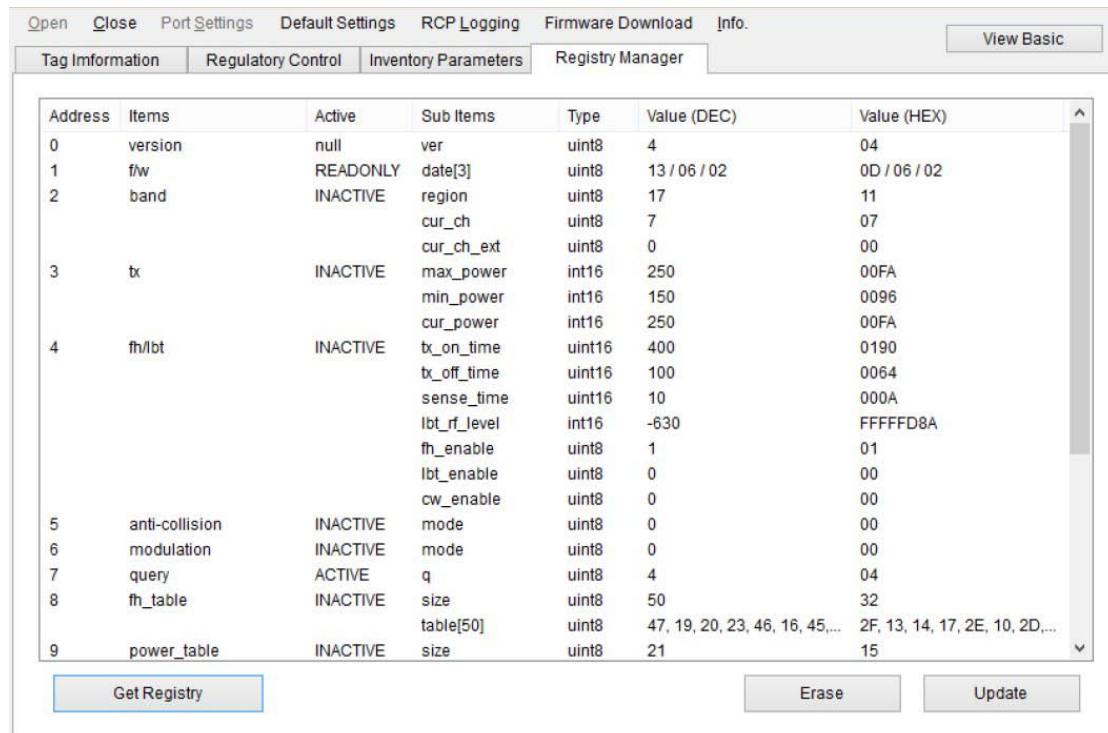 Open Close Port Settings Default Settings RCP Logging Firmware Download Info.
View Basic
Tag Imformation Regulatory Control Inventory Parameters Registry Manager
Address Items Active Sub Items Type Value (DEC) Value (HEX)
0 version null ver uint8 4 04
1 f/w READONLY date[3] uint8 13 / 06 / 02 0D / 06 / 02
2 band INACTIVE region uint8 17 11
cur_ch uint8 7 07
cur_ch_ext uint8 0 00
3 tx INACTIVE max_power int16 250 00FA
min_power int16 150 0096
cur_power int16 250 00FA
4 fh/lbt INACTIVE tx_on_time uint16 400 0190
tx_off_time uint16 100 0064
sense_time uint16 10 000A
lbt_rf_level int16 -630 FFFFFD8A
fh_enable uint8 1 01
lbt_enable uint8 0 00
cw_enable uint8 0 00
5 anti-collision INACTIVE mode uint8 0 00
6 modulation INACTIVE mode uint8 0 00
7 query ACTIVE q uint8 4 04
8 fh_table INACTIVE size uint8 50 32
table[50] uint8 47, 19, 20, 23, 46, 16, 45,... 2F, 13, 14, 17, 2E, 10, 2D,...
9 power_table INACTIVE size uint8 21 15
Get Registry Erase Update